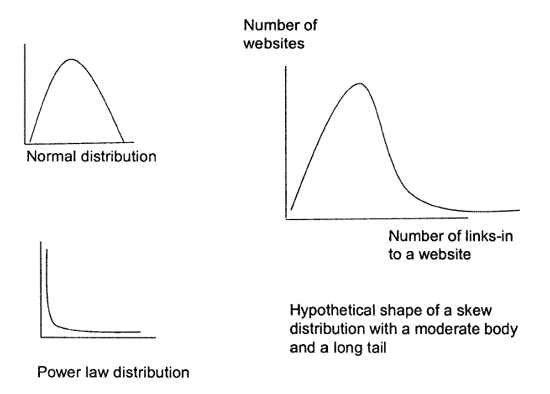 Normal distribution
Power law distribution
Number of
websites
Number of links-in
to a website
Hypothetical shape of a skew
distribution with a moderate body
and a long tail